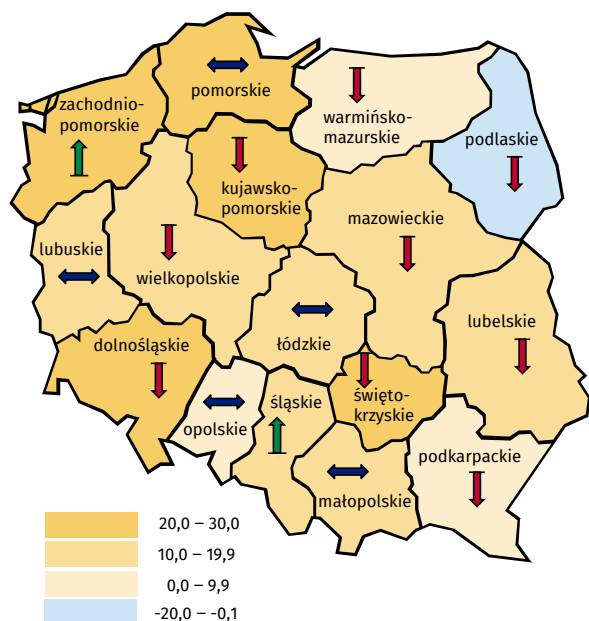 pomorskie
zachodnio-
pomorskie
warmińsko-
mazurskie
podlaskie
kujawsko-
pomorskie
mazowieckie
lubuskie
wielkopolskie
lubelskie
dolnośląskie
łódzkie
śląskie
święto-
krzyskie
opolskie
podkarpackie
małopolskie
20,0 – 30,0
10,0 – 19,9
0,0 – 9,9
-20,0 – -0,1